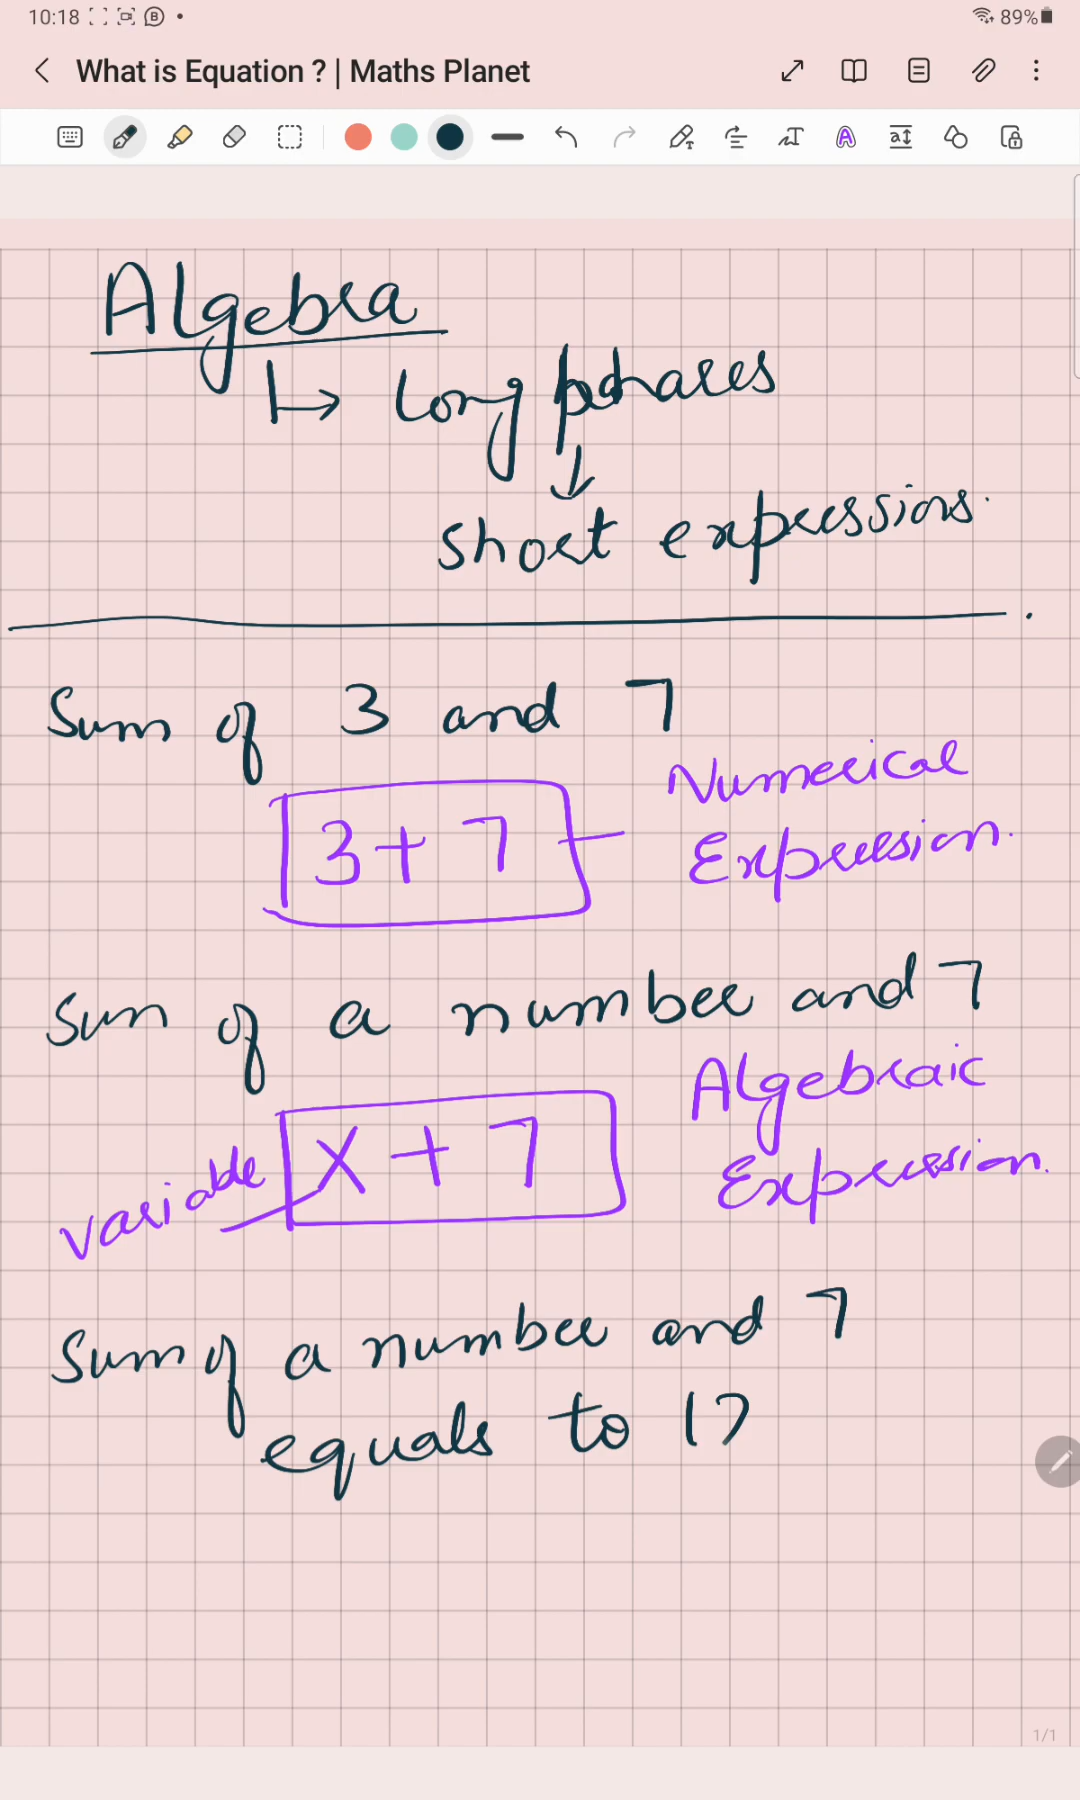 10:18
89%
What is Equation ? | Maths Planet
Algebra
↳ long phrases
↓
short expressions.
Sum of 3 and 7
3 + 7
Numerical
Expression.
Sum of a number and 7
x + 7
variable
Algebraic
Expression.
Sum of a number and 7
equals to 17
1/1